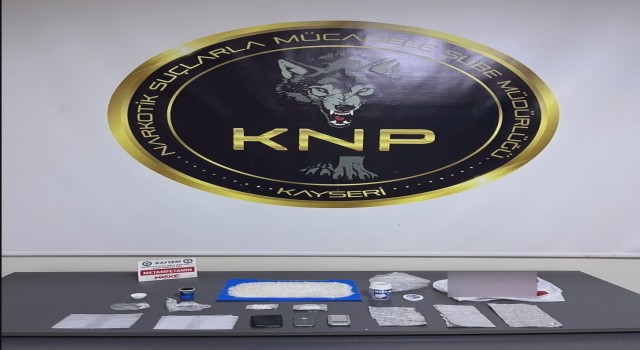 NARKOTİK SUÇLARLA MÜCADELE ŞUBE MÜDÜRLÜĞÜ
KNP
KAYSERİ
KAYSERİ
METAMFETAMİN